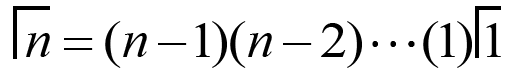 ⎾n = (n−1)(n−2)⋯(1)⎾1